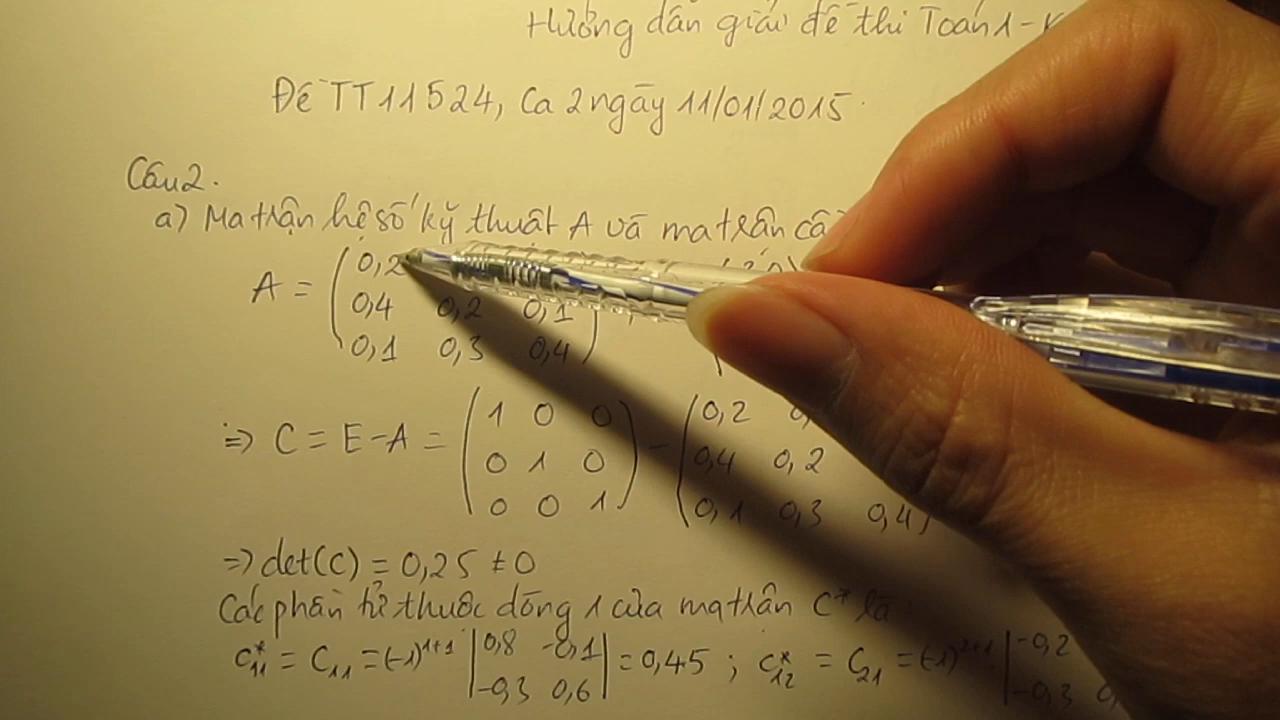 Hướng dẫn giải đề thi Toán 1 -
Đề TT11524, Ca 2 ngày 11/01/2015
Câu 2.
a) Ma trận hệ số kỹ thuật A và ma trận
A = ( 0,2
0,4 0,2 0,1
0,1 0,3 0,4 )
=> C = E - A = ( 1 0 0 ) - ( 0,2
0 1 0 0,4 0,2
0 0 1 0,1 0,3 0,4 )
=> det(C) = 0,25 ≠ 0
Các phần tử thuộc dòng 1 của ma trận C* là
c*₁₁ = C₁₁ = (-1)¹⁺¹ | 0,8 -0,1 | = 0,45 ; c*₁₂ = C₂₁ = (-1)²⁺¹ | -0,2
-0,3 0,6 -0,3